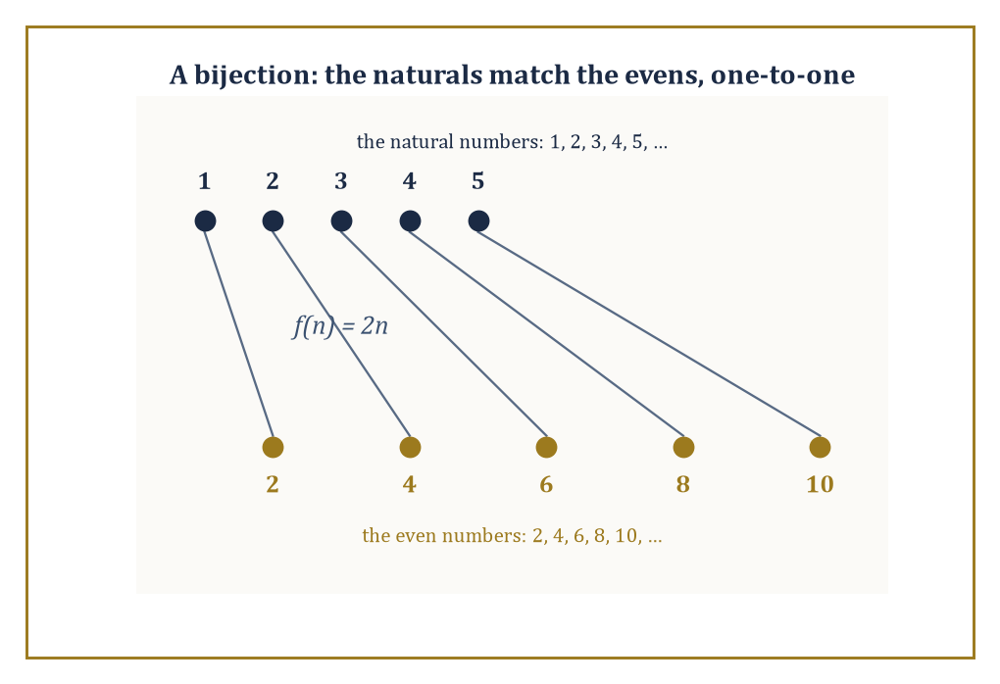 A bijection: the naturals match the evens, one-to-one
the natural numbers: 1, 2, 3, 4, 5, ...
1 2 3 4 5
f(n) = 2n
2 4 6 8 10
the even numbers: 2, 4, 6, 8, 10, ...